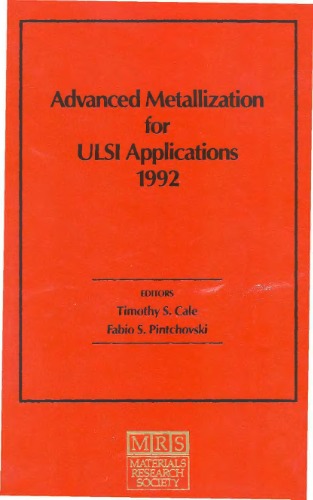 Advanced Metallization
for
ULSI Applications
1992
EDITORS
Timothy S. Cale
Fabio S. Pintchovski
MRS
MATERIALS
RESEARCH
SOCIETY